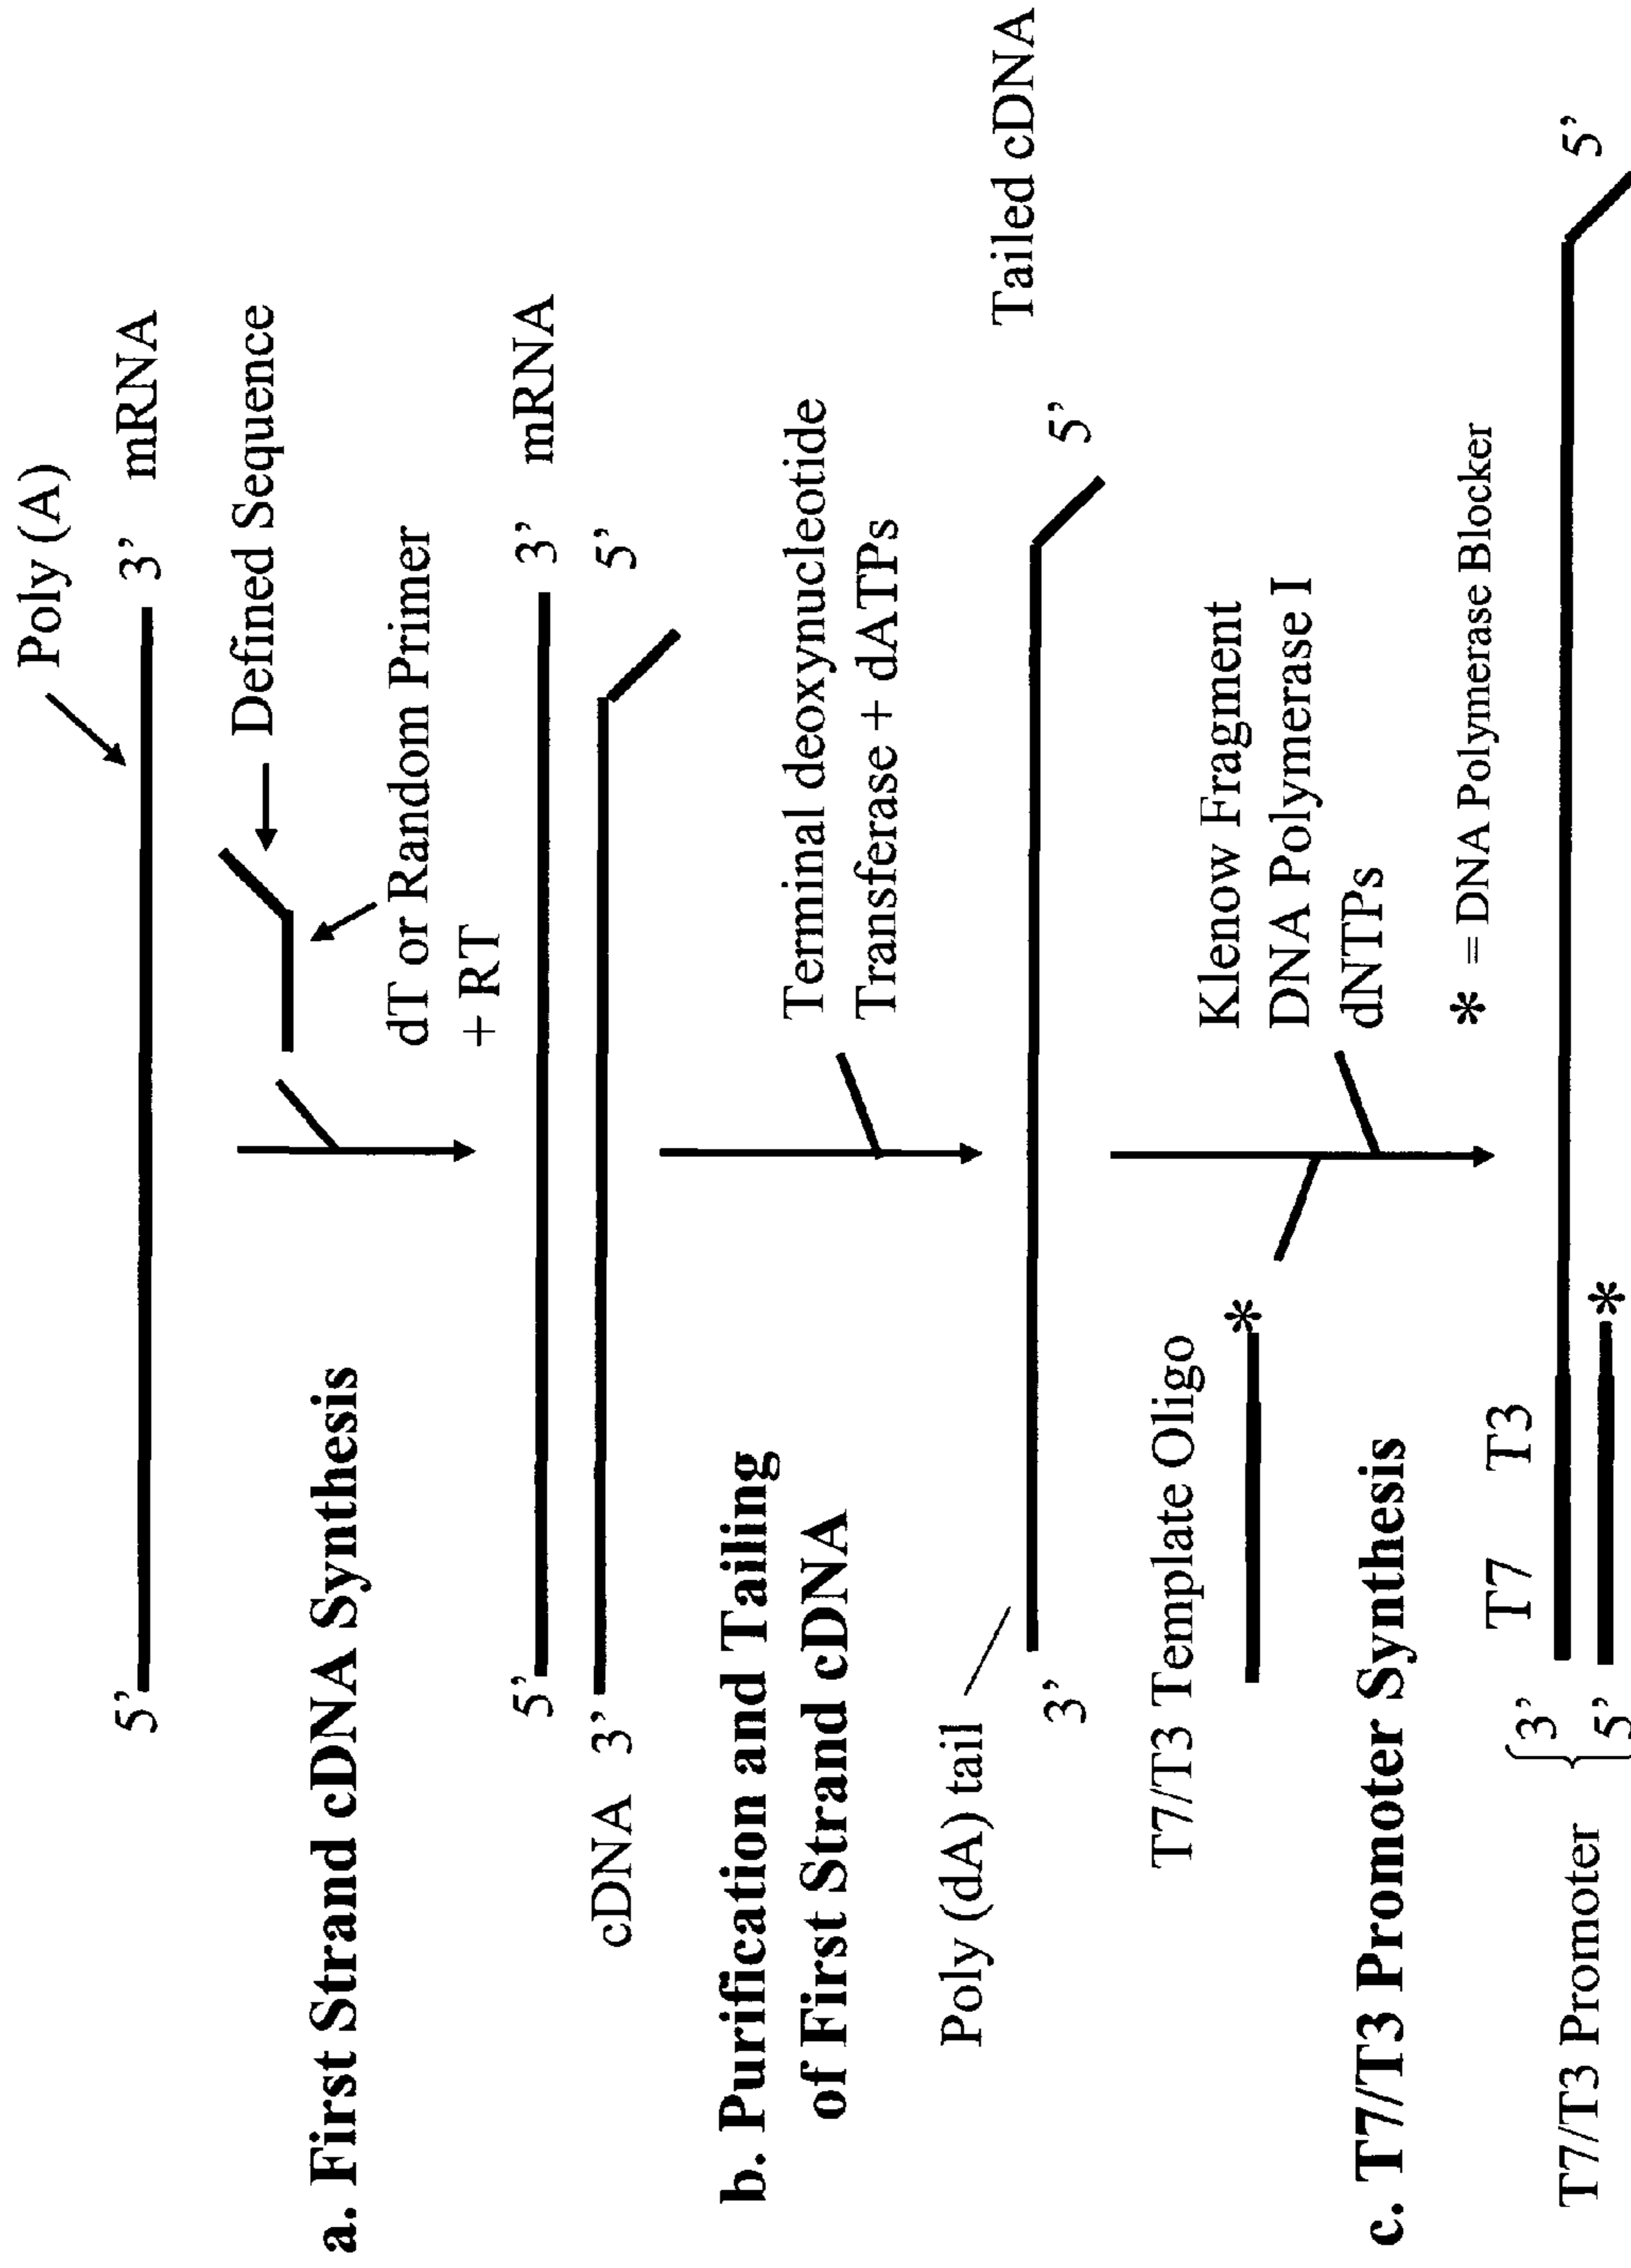 Poly (A)
5’
3’ mRNA
Defined Sequence
dT or Random Primer
+ RT
a. First Strand cDNA Synthesis
5’
3’ mRNA
cDNA 3’
5’
b. Purification and Tailing
of First Strand cDNA
Terminal deoxynucleotide
Transferase + dATPs
Poly (dA) tail
Tailed cDNA
3’
5’
T7/T3 Template Oligo
*
Klenow Fragment
DNA Polymerase I
dNTPs
c. T7/T3 Promoter Synthesis
* = DNA Polymerase Blocker
T7 T3
T7/T3 Promoter
3’
5’
5’
*